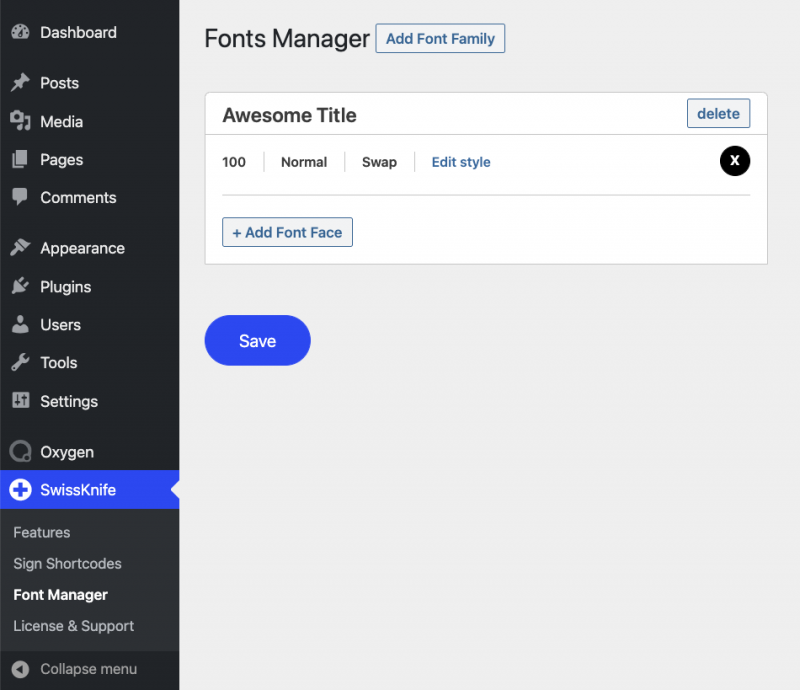 Dashboard
Posts
Media
Pages
Comments
Appearance
Plugins
Users
Tools
Settings
Oxygen
SwissKnife
Features
Sign Shortcodes
Font Manager
License & Support
Collapse menu
Fonts Manager Add Font Family
Awesome Title delete
100 Normal Swap Edit style X
+ Add Font Face
Save